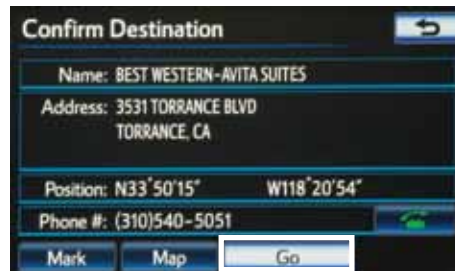 Confirm Destination
Name: BEST WESTERN-AVITA SUITES
Address: 3531 TORRANCE BLVD
TORRANCE, CA
Position: N33°50'15" W118°20'54"
Phone #: (310)540-5051
Mark Map Go